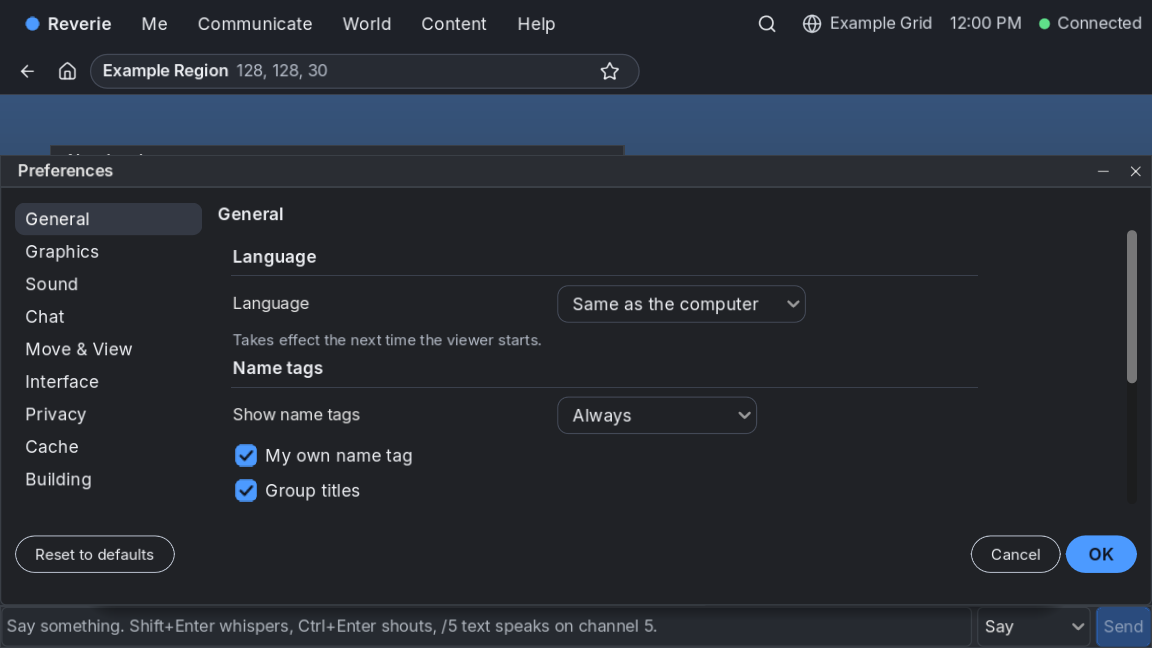 Reverie Me Communicate World Content Help Example Grid 12:00 PM Connected
Example Region 128, 128, 30
Preferences
General
Graphics
Sound
Chat
Move & View
Interface
Privacy
Cache
Building
General
Language
Language Same as the computer
Takes effect the next time the viewer starts.
Name tags
Show name tags Always
My own name tag
Group titles
Reset to defaults Cancel OK
Say something. Shift+Enter whispers, Ctrl+Enter shouts, /5 text speaks on channel 5. Say Send